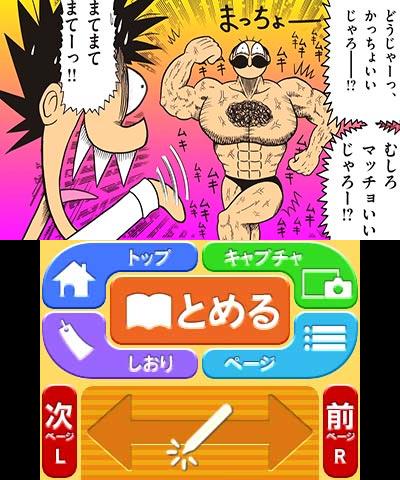 まっちょー
どうじゃーっ、
かっちょいい
じゃろー!?
むしろ
マッチョいい
じゃろー!?
ムキ
ムキ
ムキ
ムキ
ムキ
ムキ
ムキ
ムキ
まてまて
まてーっ!!
トップ
キャプチャ
とめる
しおり
ページ
次
ページ
L
前
ページ
R